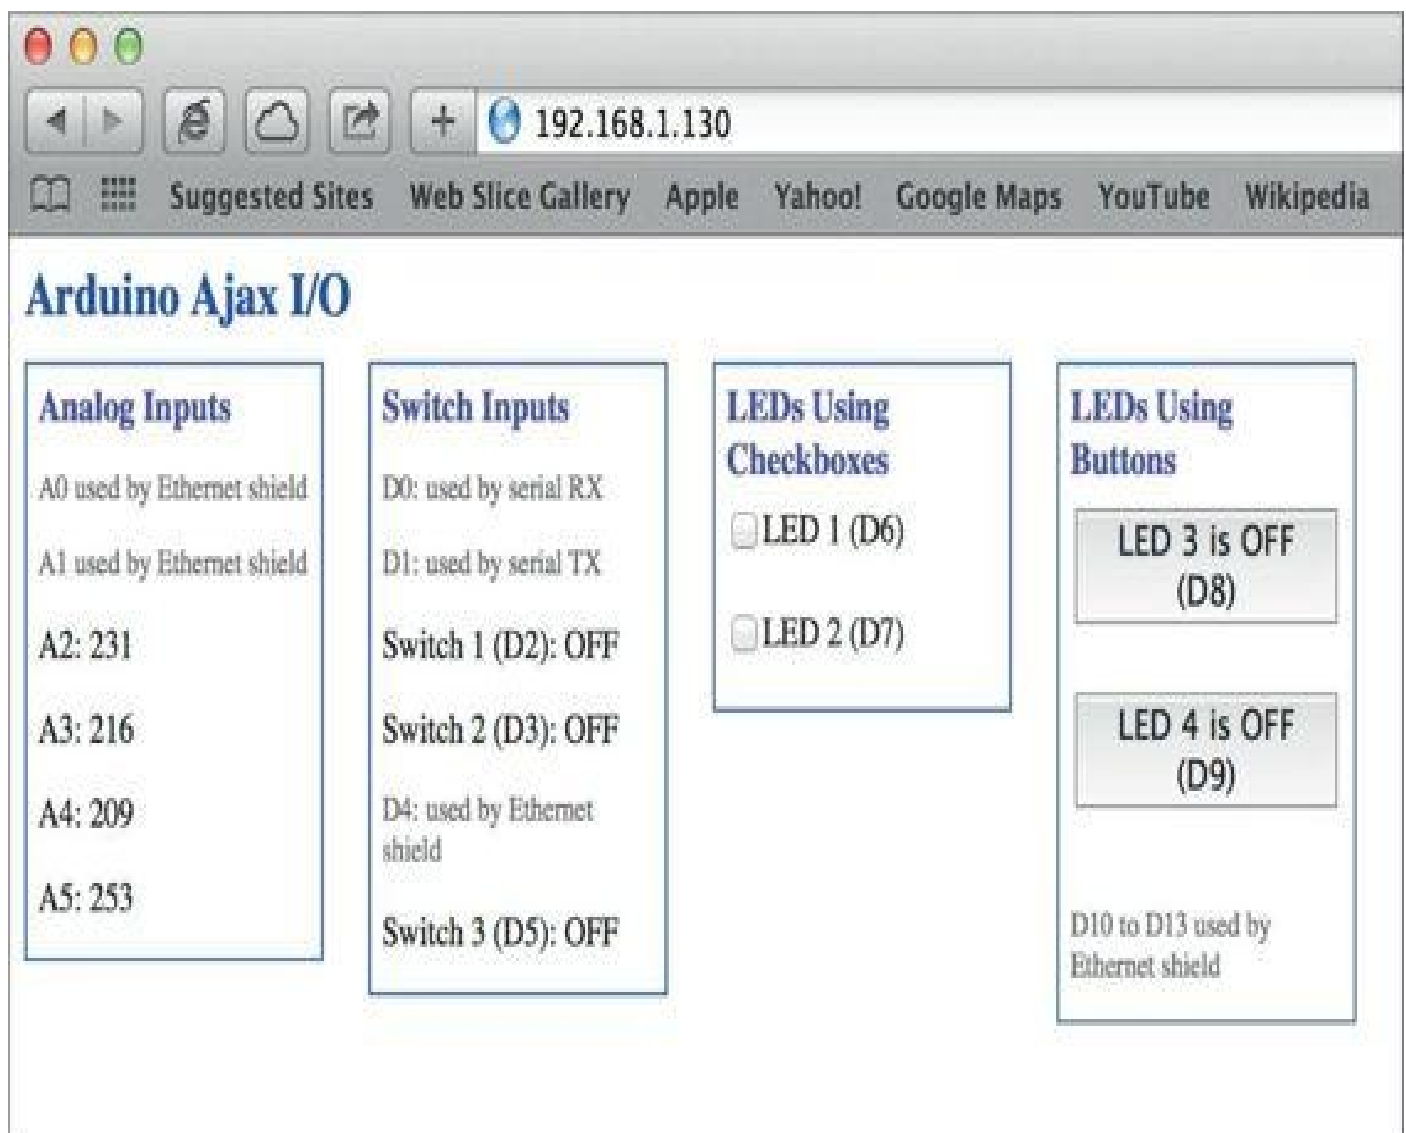 192.168.1.130
Suggested Sites Web Slice Gallery Apple Yahoo! Google Maps YouTube Wikipedia
Arduino Ajax I/O
Analog Inputs
A0 used by Ethernet shield
A1 used by Ethernet shield
A2: 231
A3: 216
A4: 209
A5: 253
Switch Inputs
D0: used by serial RX
D1: used by serial TX
Switch 1 (D2): OFF
Switch 2 (D3): OFF
D4: used by Ethernet
shield
Switch 3 (D5): OFF
LEDs Using
Checkboxes
LED 1 (D6)
LED 2 (D7)
LEDs Using
Buttons
LED 3 is OFF
(D8)
LED 4 is OFF
(D9)
D10 to D13 used by
Ethernet shield